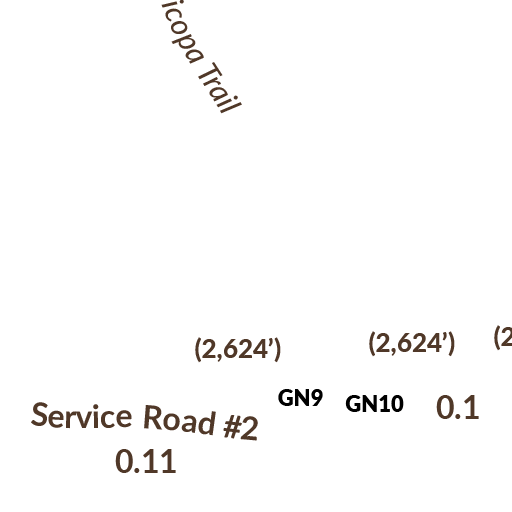 icopa Trail
(2,624’)
(2,624’)
GN9
GN10
0.1
Service Road #2
0.11